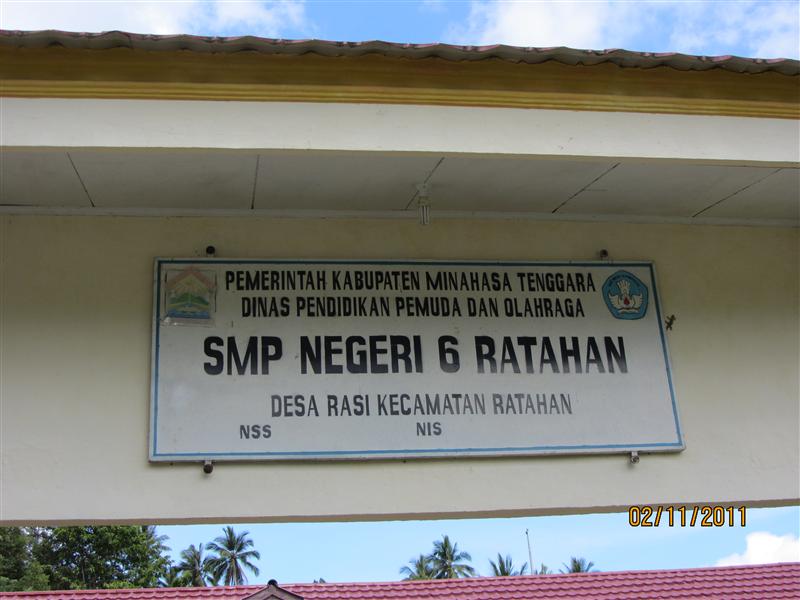 PEMERINTAH KABUPATEN MINAHASA TENGGARA
DINAS PENDIDIKAN PEMUDA DAN OLAHRAGA
SMP NEGERI 6 RATAHAN
DESA RASI KECAMATAN RATAHAN
NSS NIS
02/11/2011